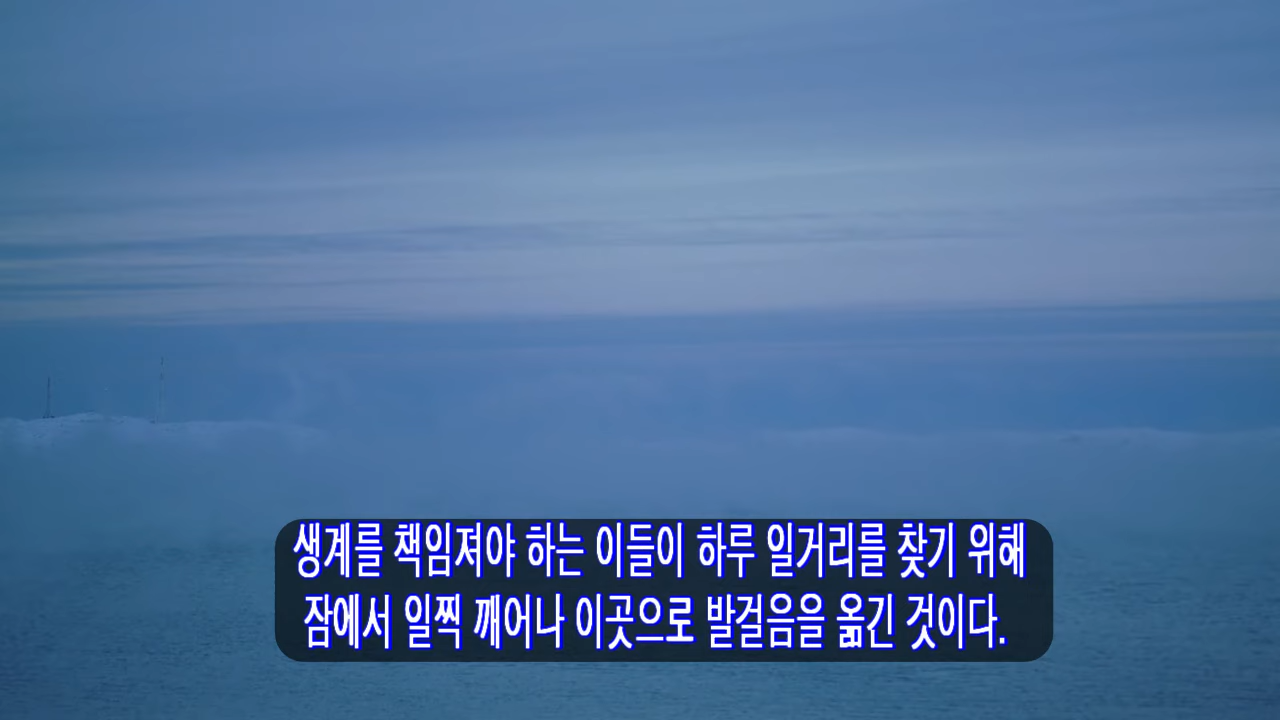 생계를 책임져야 하는 이들이 하루 일거리를 찾기 위해
잠에서 일찍 깨어나 이곳으로 발걸음을 옮긴 것이다.